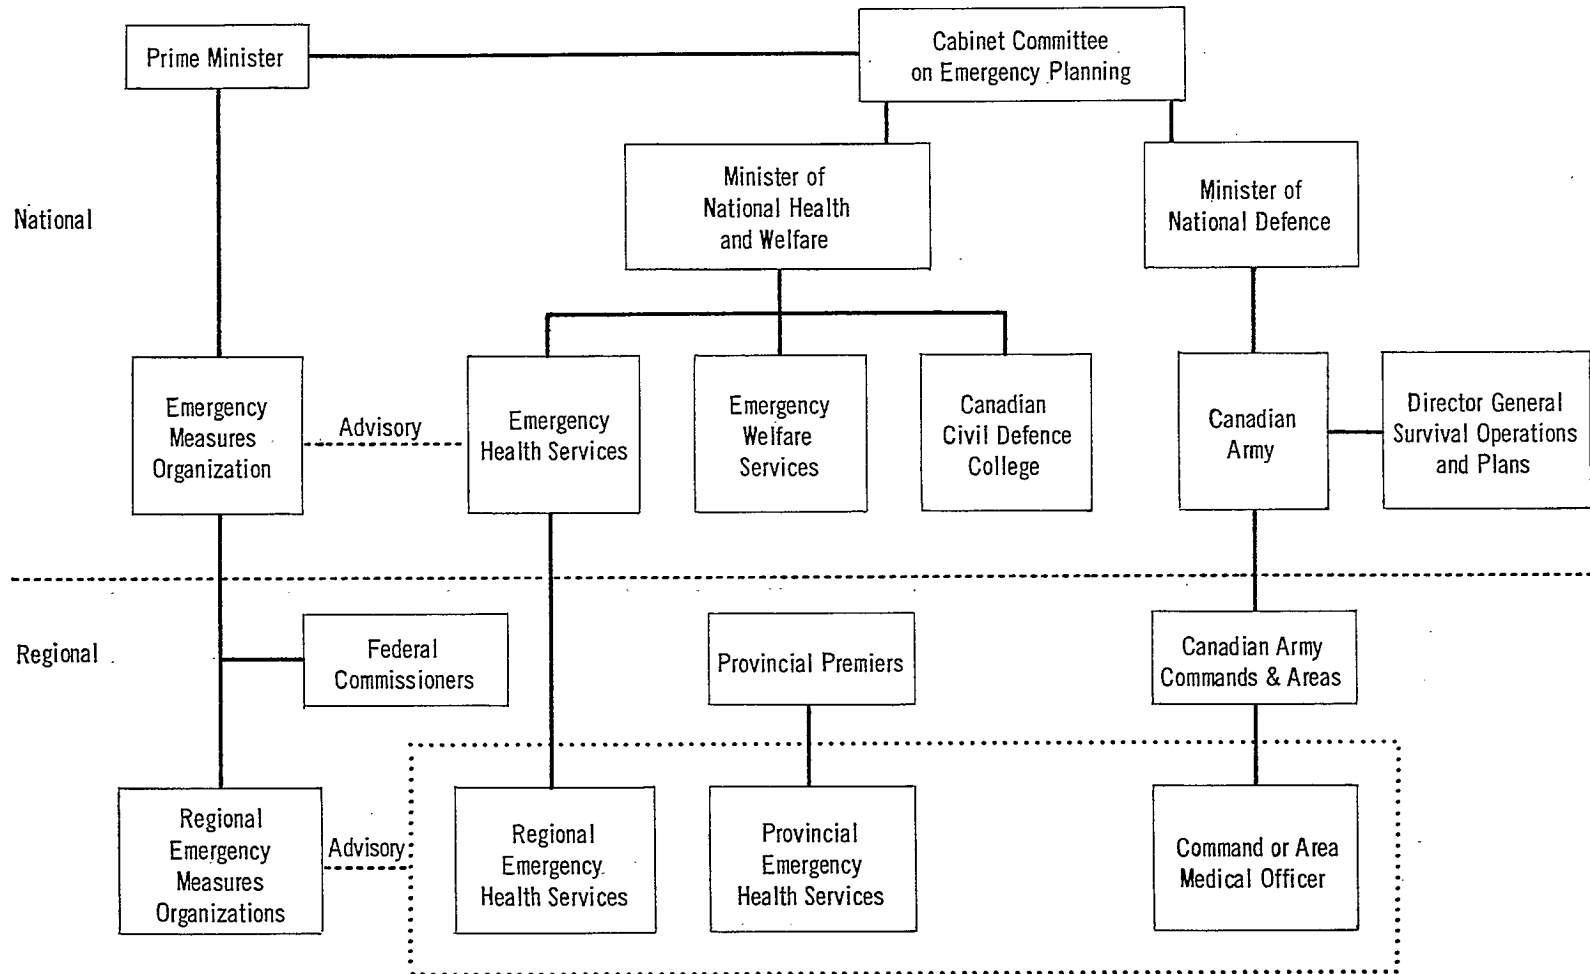 Prime Minister
Cabinet Committee
on Emergency Planning
National
Minister of
National Health
and Welfare
Minister of
National Defence
Emergency
Measures
Organization
Advisory
Emergency
Health Services
Emergency
Welfare
Services
Canadian
Civil Defence
College
Canadian
Army
Director General
Survival Operations
and Plans
Regional
Federal
Commissioners
Provincial Premiers
Canadian Army
Commands & Areas
Regional
Emergency
Measures
Organizations
Advisory
Regional
Emergency
Health Services
Provincial
Emergency
Health Services
Command or Area
Medical Officer